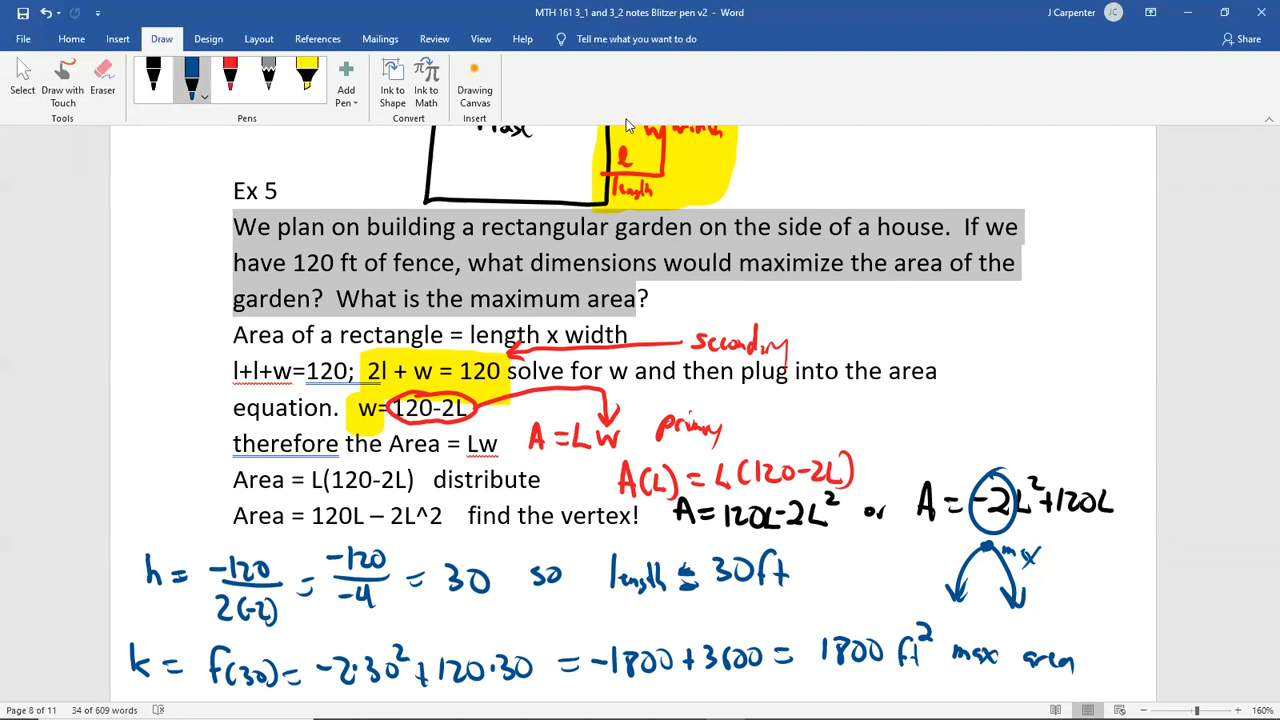 MTH 161 3_1 and 3_2 notes Blitzer pen v2 - Word
J Carpenter JC
File Home Insert Draw Design Layout References Mailings Review View Help Tell me what you want to do Share
Select Draw with Touch Eraser Add Pen Ink to Shape Ink to Math Drawing Canvas
Tools Pens Convert Insert
w width
l
length
Ex 5
We plan on building a rectangular garden on the side of a house. If we
have 120 ft of fence, what dimensions would maximize the area of the
garden? What is the maximum area?
Area of a rectangle = length x width
secondary
l+l+w=120; 2l + w = 120 solve for w and then plug into the area
equation. w=120-2L
therefore the Area = Lw A = LW primary
Area = L(120-2L) distribute A(L) = L(120-2L)
Area = 120L – 2L^2 find the vertex! A = 120L-2L² or A = -2L²+120L
max
h = -120/2(-2) = -120/-4 = 30 so length = 30ft
k = f(30) = -2·30² + 120·30 = -1800 + 3600 = 1800 ft² max area
Page 8 of 11 34 of 609 words 160%